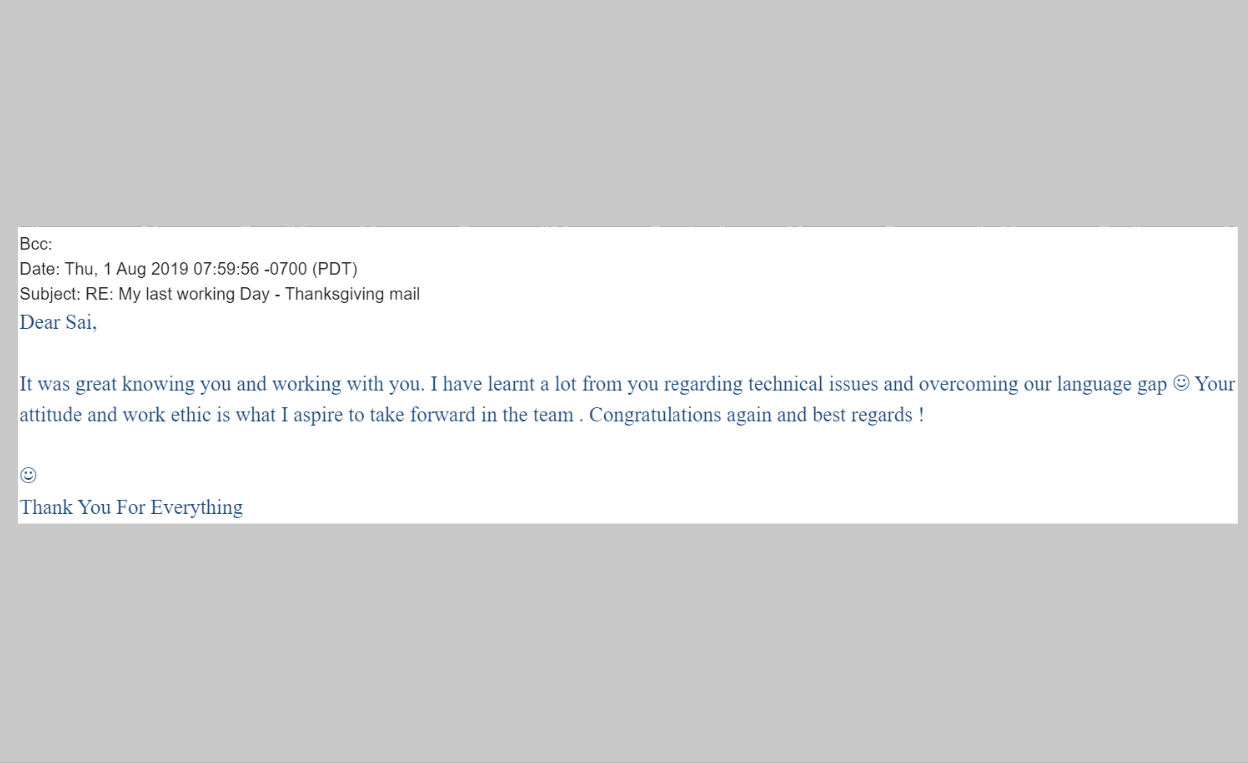 Bcc:
Date: Thu, 1 Aug 2019 07:59:56 -0700 (PDT)
Subject: RE: My last working Day - Thanksgiving mail
Dear Sai,
It was great knowing you and working with you. I have learnt a lot from you regarding technical issues and overcoming our language gap ☺ Your
attitude and work ethic is what I aspire to take forward in the team . Congratulations again and best regards !
☺
Thank You For Everything